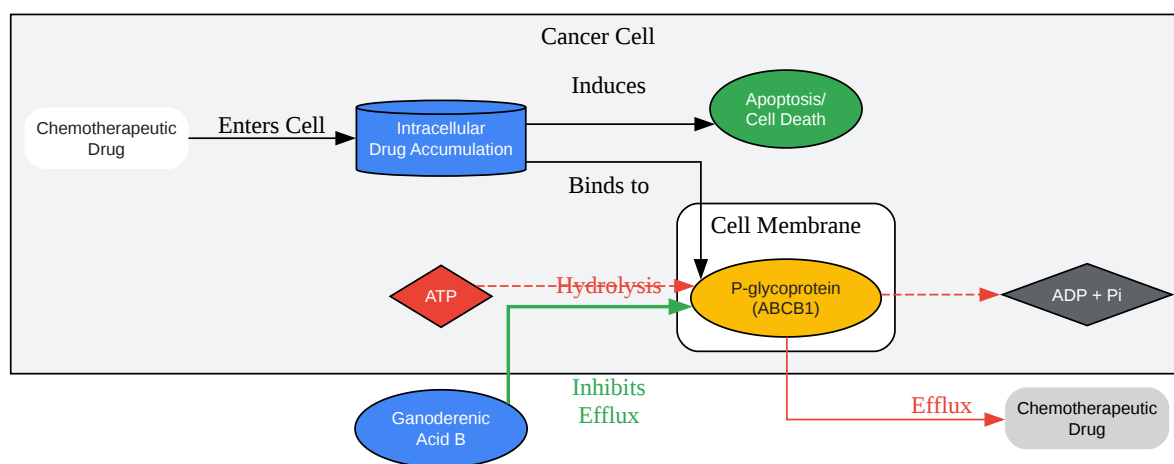 Cancer Cell
Induces
Apoptosis/
Cell Death
Chemotherapeutic
Drug
Enters Cell
Intracellular
Drug Accumulation
Binds to
Cell Membrane
ATP
Hydrolysis
P-glycoprotein
(ABCB1)
ADP + Pi
Inhibits
Efflux
Ganoderenic
Acid B
Efflux
Chemotherapeutic
Drug